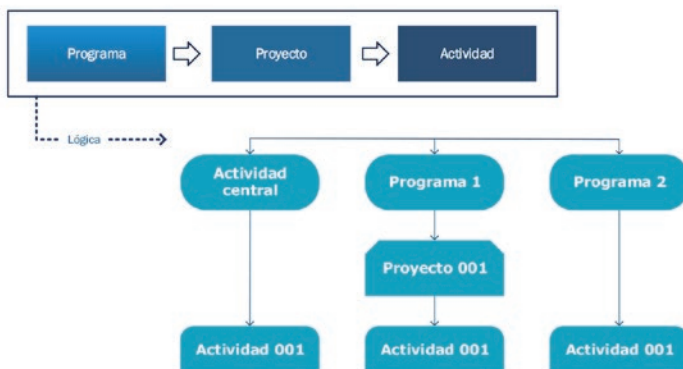 Programa
Proyecto
Actividad
Lógica
Actividad
central
Programa 1
Programa 2
Proyecto 001
Actividad 001
Actividad 001
Actividad 001